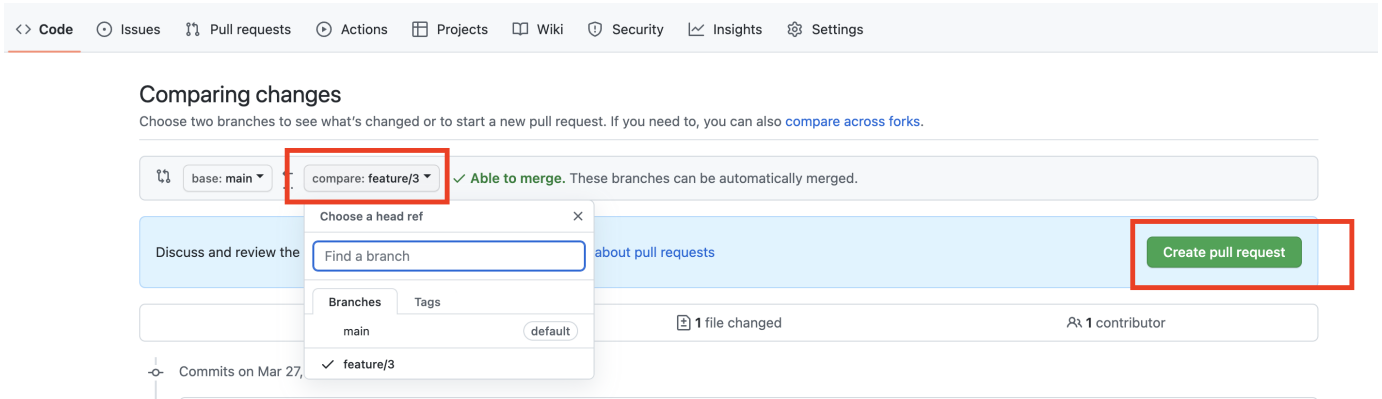 Code Issues Pull requests Actions Projects Wiki Security Insights Settings
Comparing changes
Choose two branches to see what's changed or to start a new pull request. If you need to, you can also compare across forks.
base: main compare: feature/3 Able to merge. These branches can be automatically merged.
Choose a head ref
Discuss and review the about pull requests Create pull request
Find a branch
Branches Tags
main default
1 file changed 1 contributor
feature/3
Commits on Mar 27,